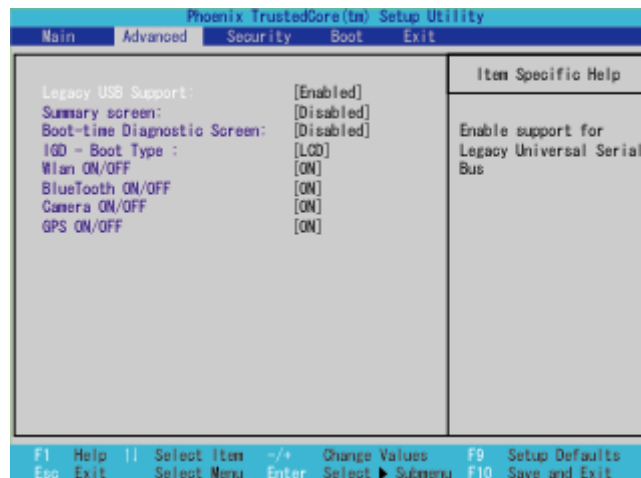 Phoenix TrustedCore(tm) Setup Utility
Main Advanced Security Boot Exit
Item Specific Help
Legacy USB Support: [Enabled]
Summary screen: [Disabled]
Boot-time Diagnostic Screen: [Disabled]
IGD - Boot Type : [LCD]
Wlan ON/OFF [ON]
BlueTooth ON/OFF [ON]
Camera ON/OFF [ON]
GPS ON/OFF [ON]
Enable support for
Legacy Universal Serial
Bus
F1 Help ↑↓ Select Item -/+ Change Values F9 Setup Defaults
Esc Exit Select Menu Enter Select ▶ Submenu F10 Save and Exit